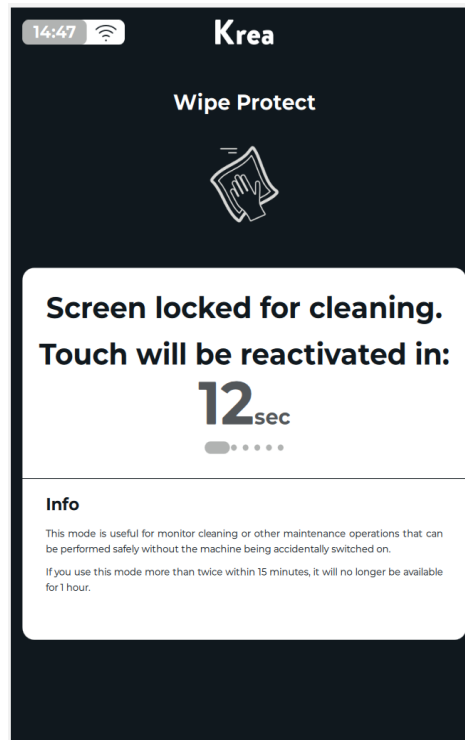 14:47
Krea
Wipe Protect
Screen locked for cleaning.
Touch will be reactivated in:
12sec
Info
This mode is useful for monitor cleaning or other maintenance operations that can
be performed safely without the machine being accidentally switched on.
If you use this mode more than twice within 15 minutes, it will no longer be available
for 1 hour.